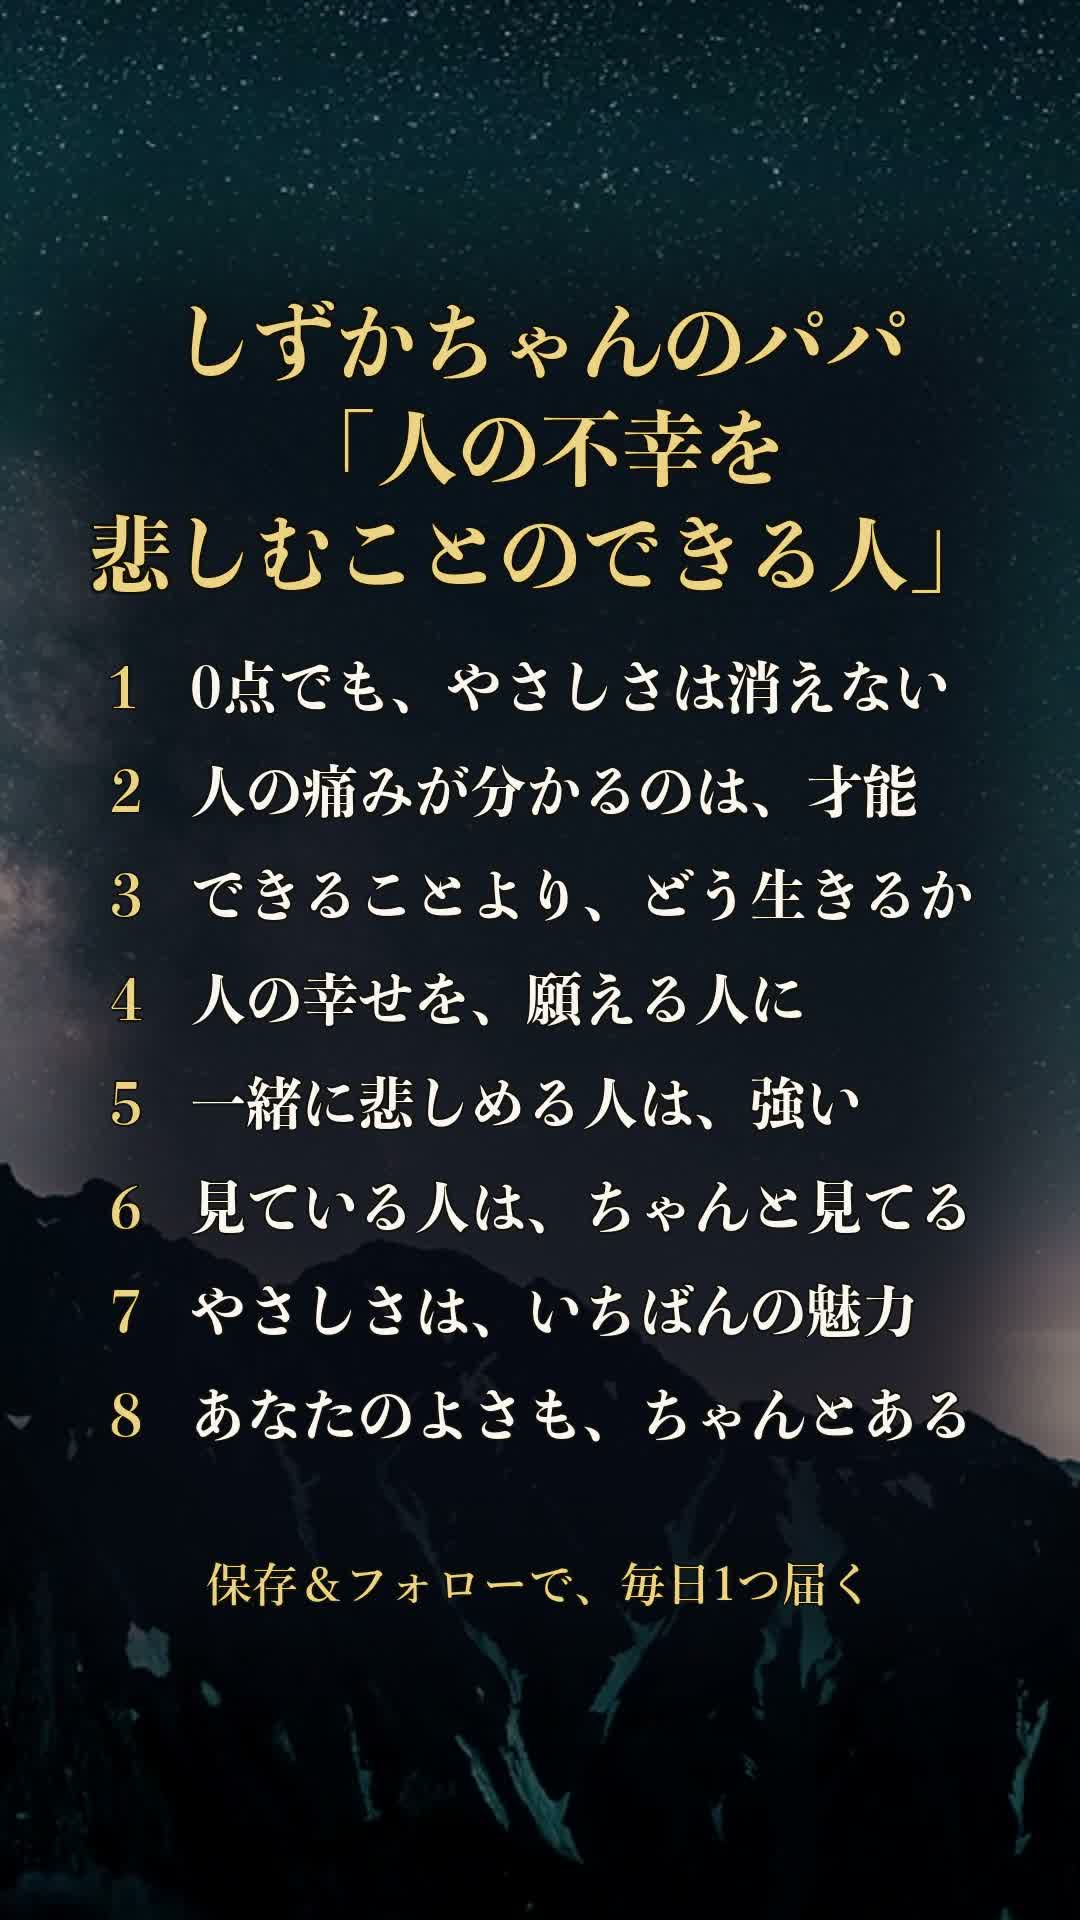 しずかちゃんのパパ
「人の不幸を
悲しむことのできる人」
1 0点でも、やさしさは消えない
2 人の痛みが分かるのは、才能
3 できることより、どう生きるか
4 人の幸せを、願える人に
5 一緒に悲しめる人は、強い
6 見ている人は、ちゃんと見てる
7 やさしさは、いちばんの魅力
8 あなたのよさも、ちゃんとある
保存＆フォローで、毎日1つ届く